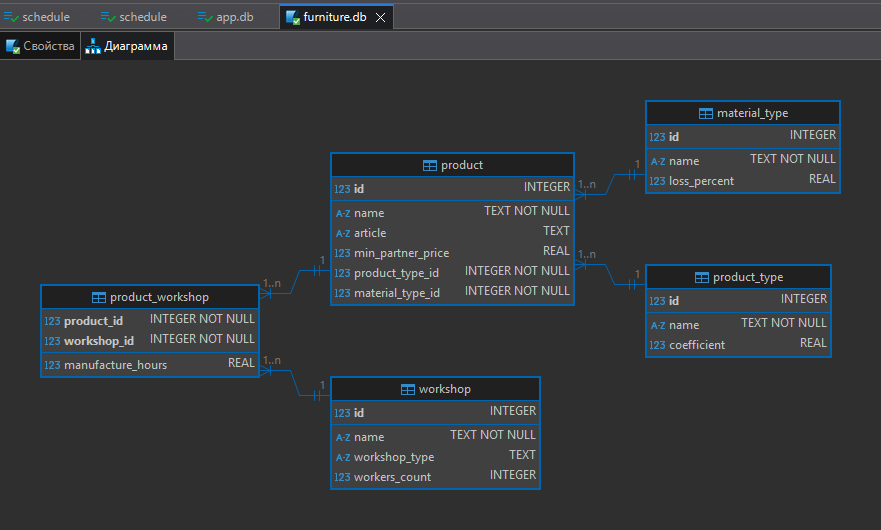 schedule
schedule
app.db
furniture.db
Свойства
Диаграмма
material_type
123 id INTEGER
A-Z name TEXT NOT NULL
123 loss_percent REAL
product
123 id INTEGER
A-Z name TEXT NOT NULL
A-Z article TEXT
123 min_partner_price REAL
123 product_type_id INTEGER NOT NULL
123 material_type_id INTEGER NOT NULL
1..n
1
1..n
1
product_type
123 id INTEGER
A-Z name TEXT NOT NULL
123 coefficient REAL
1
1..n
product_workshop
123 product_id INTEGER NOT NULL
123 workshop_id INTEGER NOT NULL
123 manufacture_hours REAL
1..n
1
workshop
123 id INTEGER
A-Z name TEXT NOT NULL
A-Z workshop_type TEXT
123 workers_count INTEGER